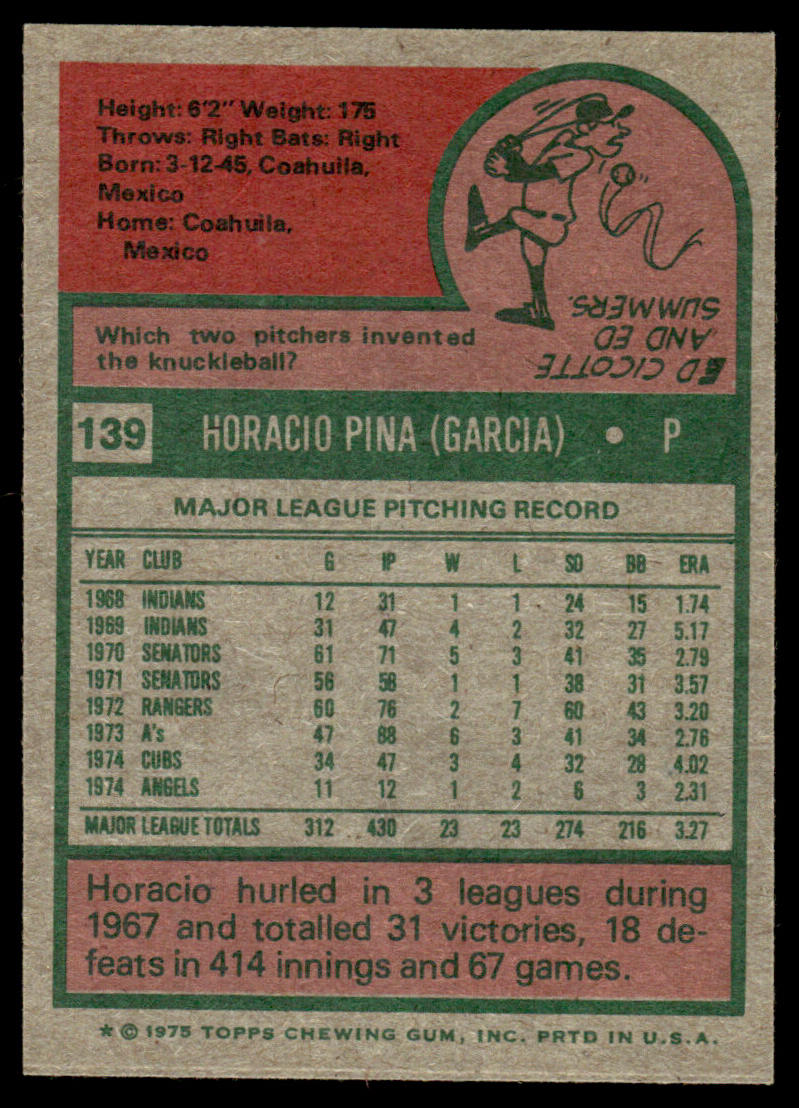 Height: 6'2" Weight: 175
Throws: Right Bats: Right
Born: 3-12-45, Coahuila,
Mexico
Home: Coahuila,
Mexico
Which two pitchers invented
the knuckleball?
ED CICOTTE
AND ED
SUMMERS.
139 HORACIO PINA (GARCIA) • P
MAJOR LEAGUE PITCHING RECORD
YEAR CLUB G IP W L SO BB ERA
1968 INDIANS 12 31 1 1 24 15 1.74
1969 INDIANS 31 47 4 2 32 27 5.17
1970 SENATORS 61 71 5 3 41 35 2.79
1971 SENATORS 56 58 1 1 38 31 3.57
1972 RANGERS 60 76 2 7 60 43 3.20
1973 A's 47 88 6 3 41 34 2.76
1974 CUBS 34 47 3 4 32 28 4.02
1974 ANGELS 11 12 1 2 6 3 2.31
MAJOR LEAGUE TOTALS 312 430 23 23 274 216 3.27
Horacio hurled in 3 leagues during
1967 and totalled 31 victories, 18 de-
feats in 414 innings and 67 games.
* © 1975 TOPPS CHEWING GUM, INC. PRTD IN U.S.A.